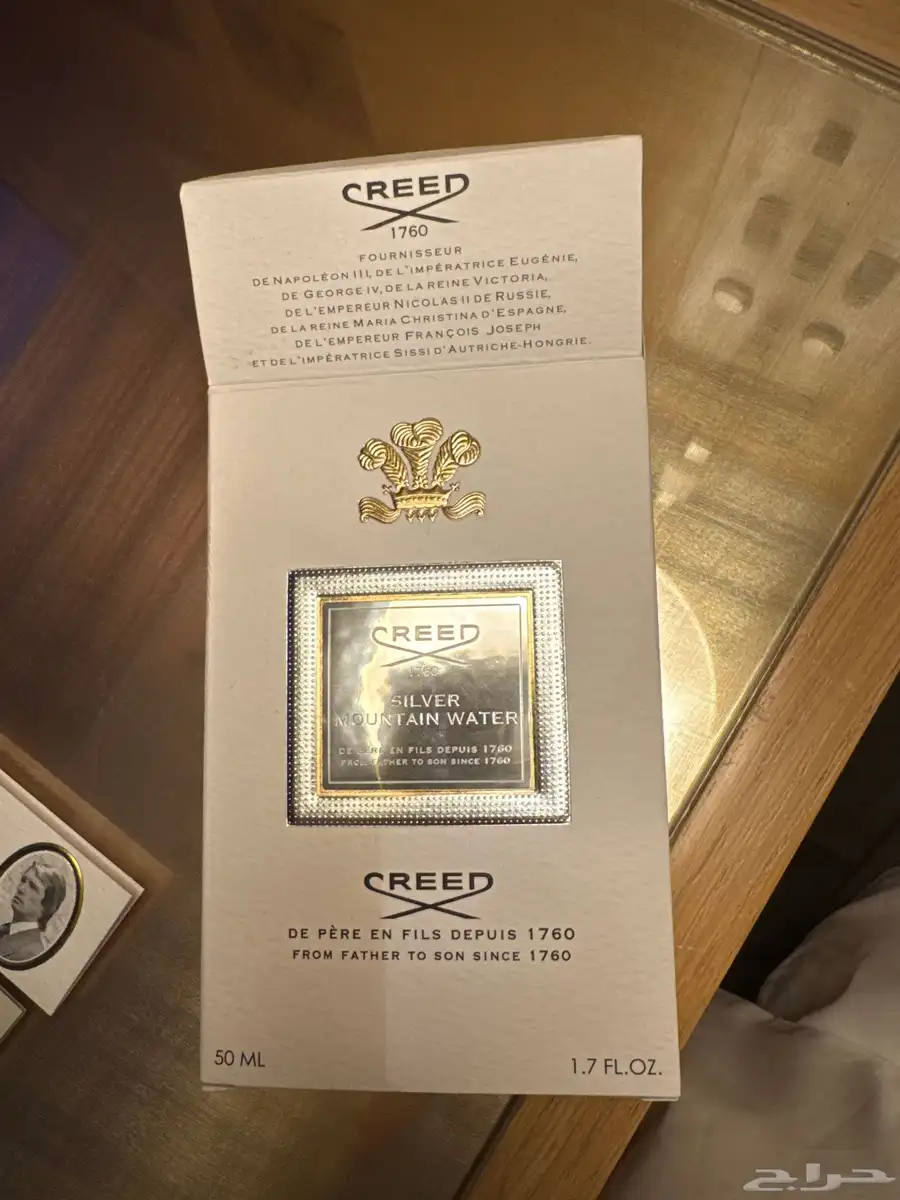 CREED
1760
FOURNISSEUR
DE NAPOLÉON III, DE L'IMPÉRATRICE EUGÉNIE,
DE GEORGE IV, DE LA REINE VICTORIA,
DE L'EMPEREUR NICOLAS II DE RUSSIE,
DE LA REINE MARIA CHRISTINA D'ESPAGNE,
DE L'EMPEREUR FRANÇOIS JOSEPH
ET DE L'IMPÉRATRICE SISSI D'AUTRICHE-HONGRIE.
CREED
1760
SILVER
MOUNTAIN WATER
DE PÈRE EN FILS DEPUIS 1760
FROM FATHER TO SON SINCE 1760
CREED
DE PÈRE EN FILS DEPUIS 1760
FROM FATHER TO SON SINCE 1760
50 ML
1.7 FL.OZ.
حراج